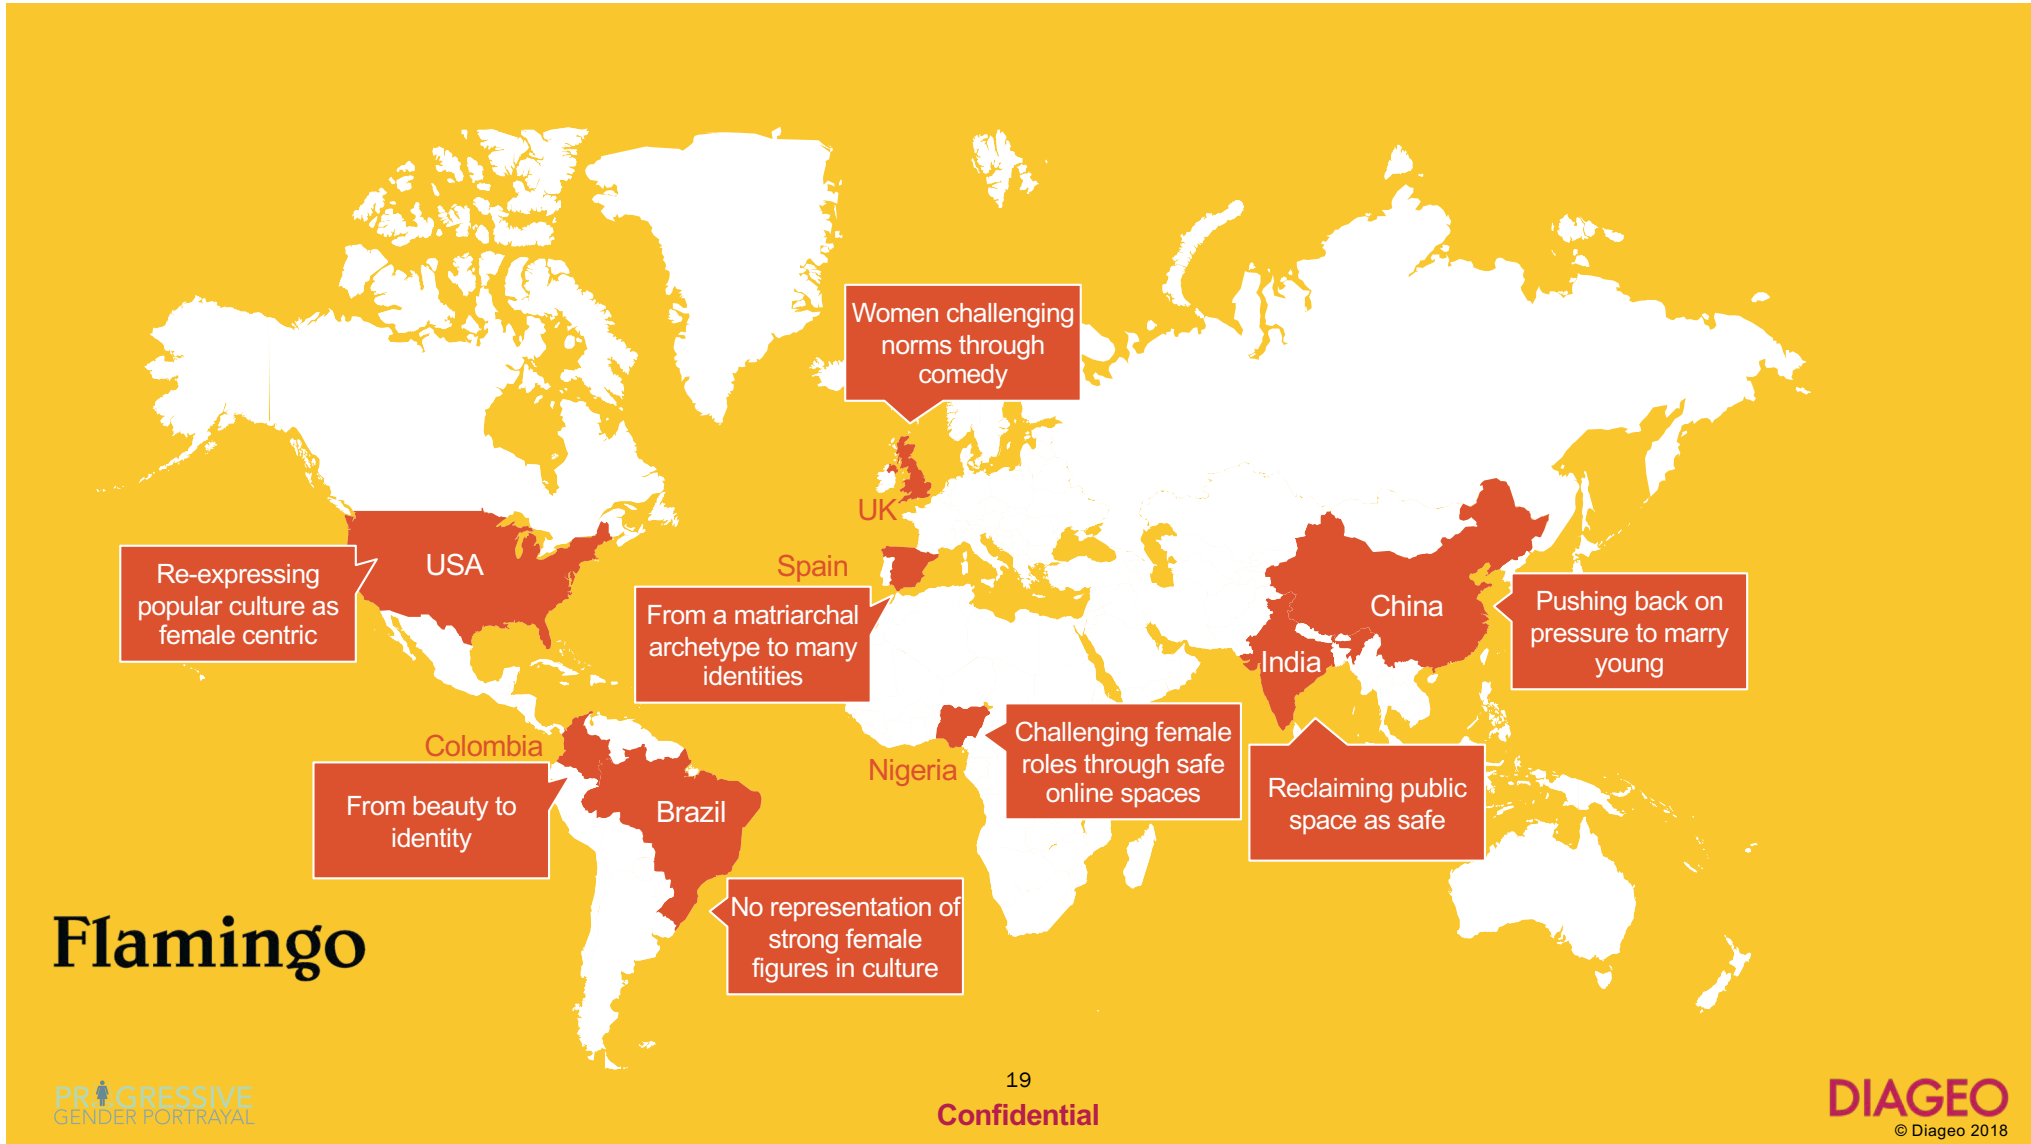 Women challenging
norms through
comedy
UK
USA
Re-expressing
popular culture as
female centric
Spain
From a matriarchal
archetype to many
identities
China
Pushing back on
pressure to marry
young
India
Reclaiming public
space as safe
Nigeria
Challenging female
roles through safe
online spaces
Colombia
From beauty to
identity
Brazil
No representation of
strong female
figures in culture
Flamingo
PROGRESSIVE
GENDER PORTRAYAL
19
Confidential
DIAGEO
© Diageo 2018